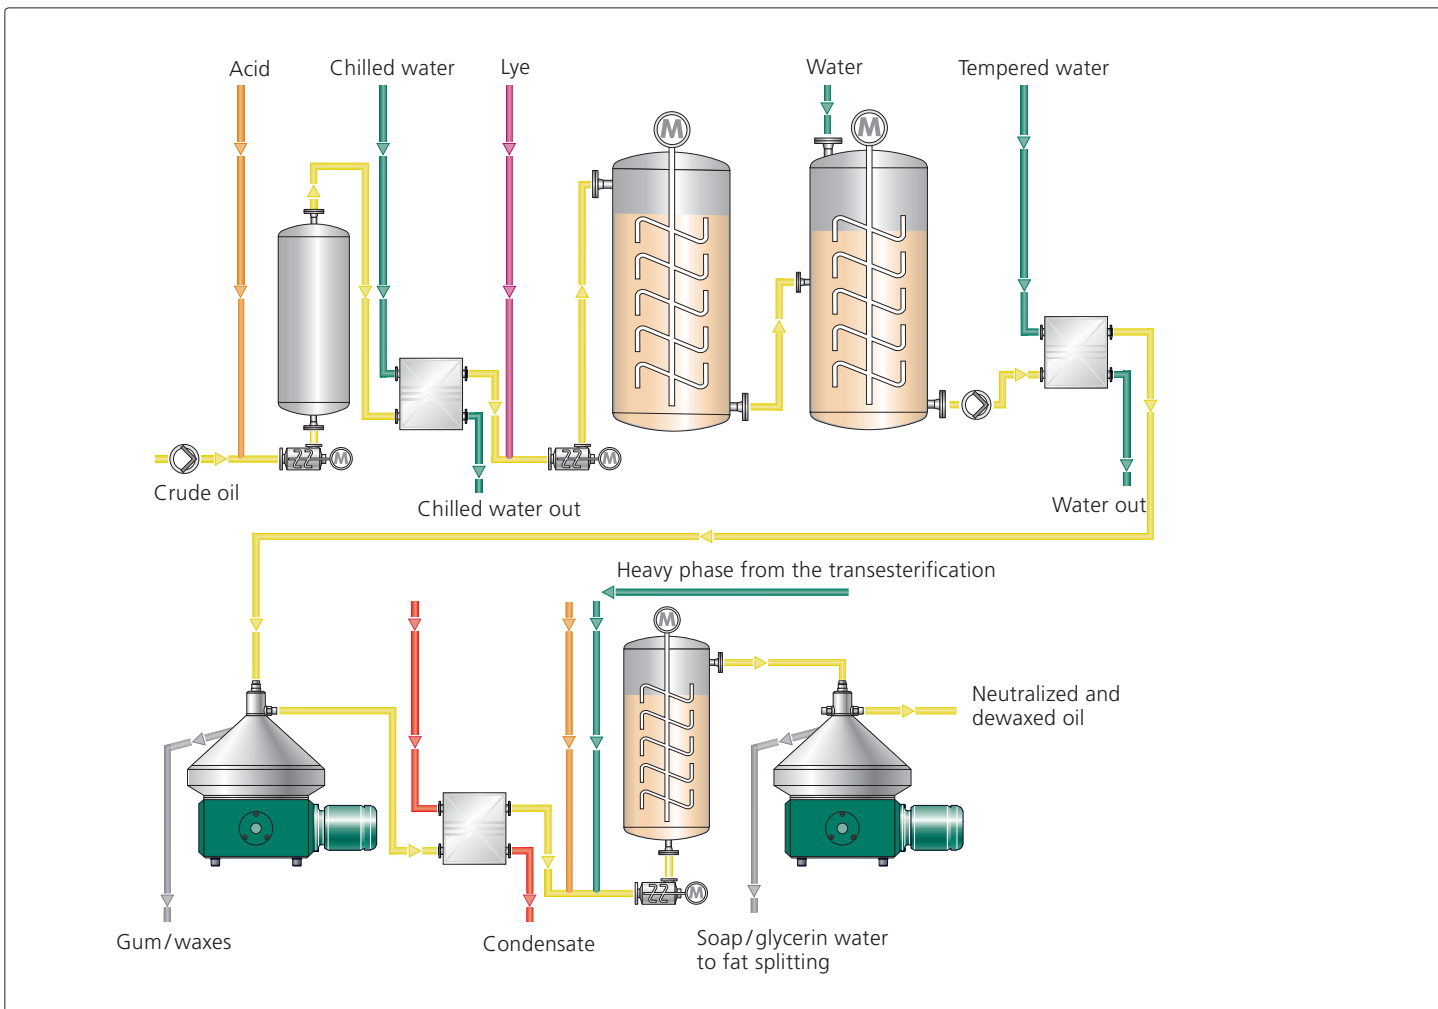 Acid
Chilled water
Lye
Water
Tempered water
M
M
M
M
Crude oil
Chilled water out
Water out
Heavy phase from the transesterification
M
Neutralized and
dewaxed oil
M
Gum/waxes
Condensate
Soap/glycerin water
to fat splitting